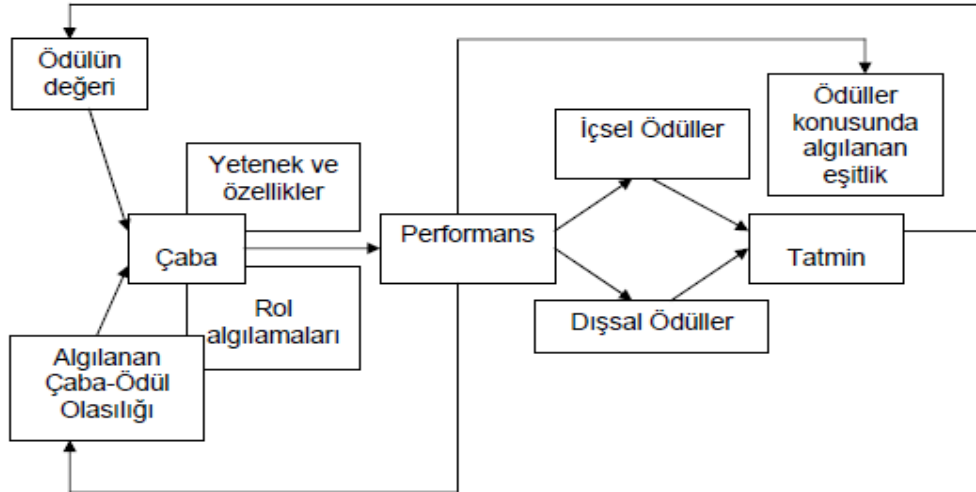 Ödülün
değeri
Yetenek ve
özellikler
Çaba
Rol
algılamaları
Algılanan
Çaba-Ödül
Olasılığı
Performans
İçsel Ödüller
Dışsal Ödüller
Ödüller
konusunda
algılanan
eşitlik
Tatmin